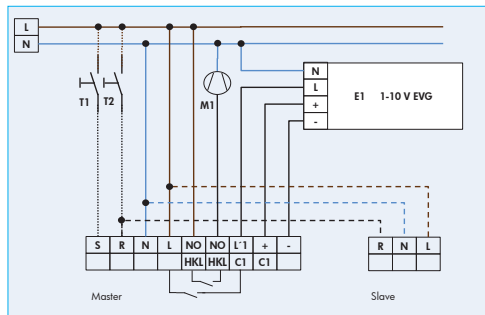 L
N
T1 T2 M1
N
L
+
-
E1 1-10 V EVG
S R N L NO NO L´1 + -
HKL HKL C1 C1
R N L
Master Slave